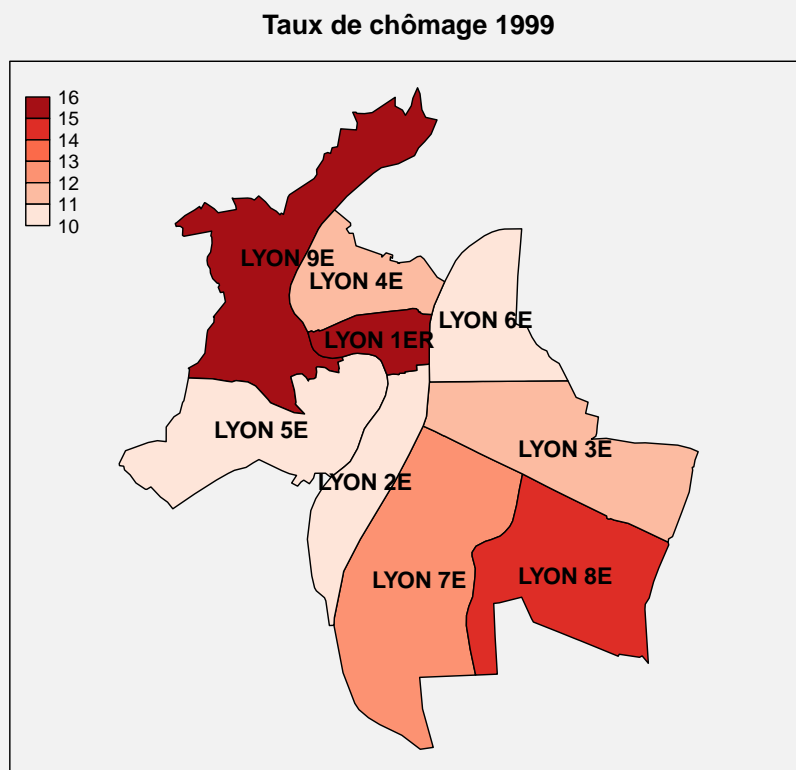 Taux de chômage 1999
16
15
14
13
12
11
10
LYON 9E
LYON 4E
LYON 6E
LYON 1ER
LYON 5E
LYON 3E
LYON 2E
LYON 7E
LYON 8E